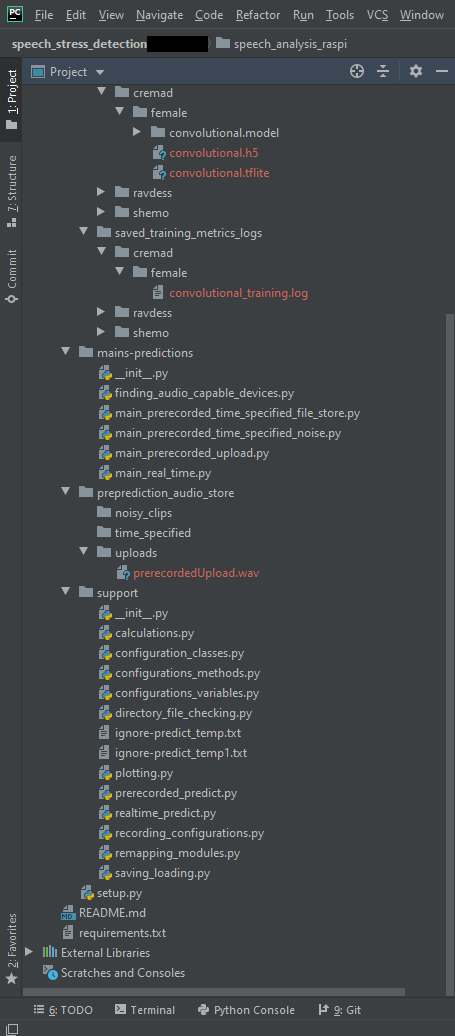 PC File Edit View Navigate Code Refactor Run Tools VCS Window
speech_stress_detection speech_analysis_raspi
1: Project
Project
cremad
female
convolutional.model
convolutional.h5
convolutional.tflite
ravdess
shemo
7: Structure
saved_training_metrics_logs
cremad
Commit
female
convolutional_training.log
ravdess
shemo
mains-predictions
__init__.py
finding_audio_capable_devices.py
main_prerecorded_time_specified_file_store.py
main_prerecorded_time_specified_noise.py
main_prerecorded_upload.py
main_real_time.py
preprediction_audio_store
noisy_clips
time_specified
uploads
prerecordedUpload.wav
support
__init__.py
calculations.py
configuration_classes.py
configurations_methods.py
configurations_variables.py
directory_file_checking.py
ignore-predict_temp.txt
ignore-predict_temp1.txt
plotting.py
prerecorded_predict.py
realtime_predict.py
recording_configurations.py
remapping_modules.py
saving_loading.py
setup.py
MD README.md
requirements.txt
2: Favorites
External Libraries
Scratches and Consoles
6: TODO Terminal Python Console 9: Git